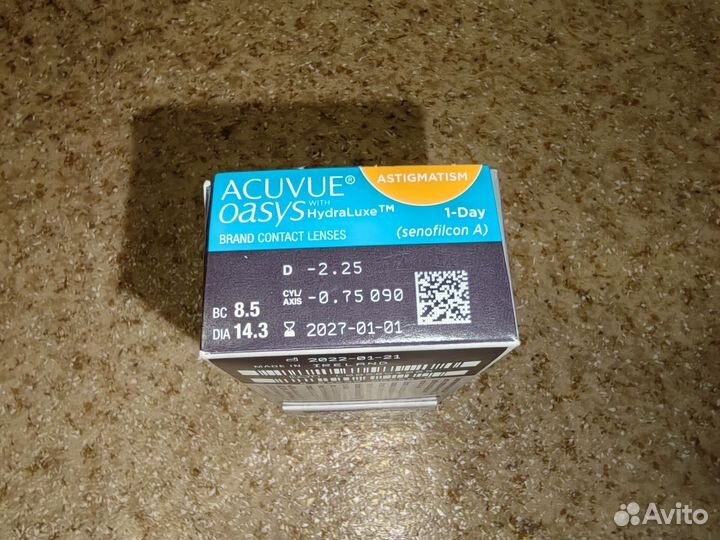 ACUVUE® ASTIGMATISM
oasys WITH HydraLuxe™ 1-Day
BRAND CONTACT LENSES (senofilcon A)
D -2.25
CYL/AXIS -0.75 090
BC 8.5
DIA 14.3 2027-01-01
2022-01-21
MADE IN IRELAND
Avito